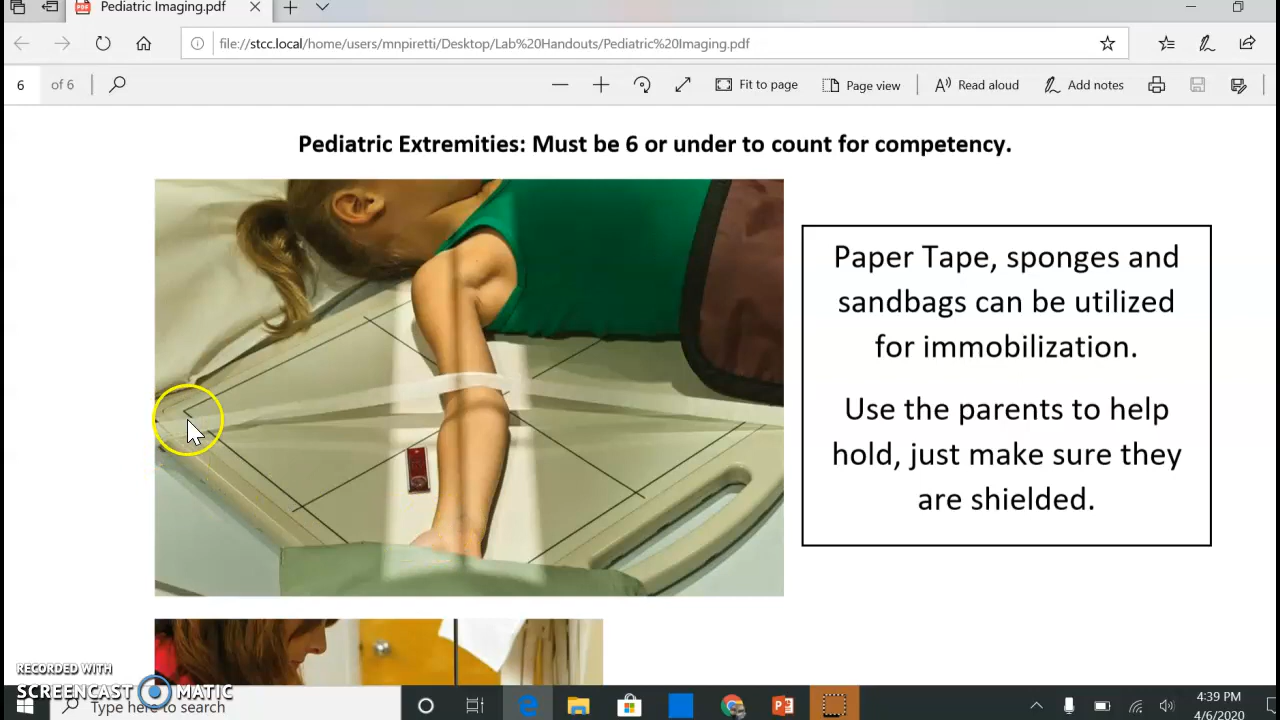 Pediatric Imaging.pdf
file://stcc.local/home/users/mnpiretti/Desktop/Lab%20Handouts/Pediatric%20Imaging.pdf
6 of 6 Fit to page Page view Read aloud Add notes
Pediatric Extremities: Must be 6 or under to count for competency.
Paper Tape, sponges and
sandbags can be utilized
for immobilization.
Use the parents to help
hold, just make sure they
are shielded.
RECORDED WITH
SCREENCAST MATIC
Type here to search
4:39 PM
4/6/2020